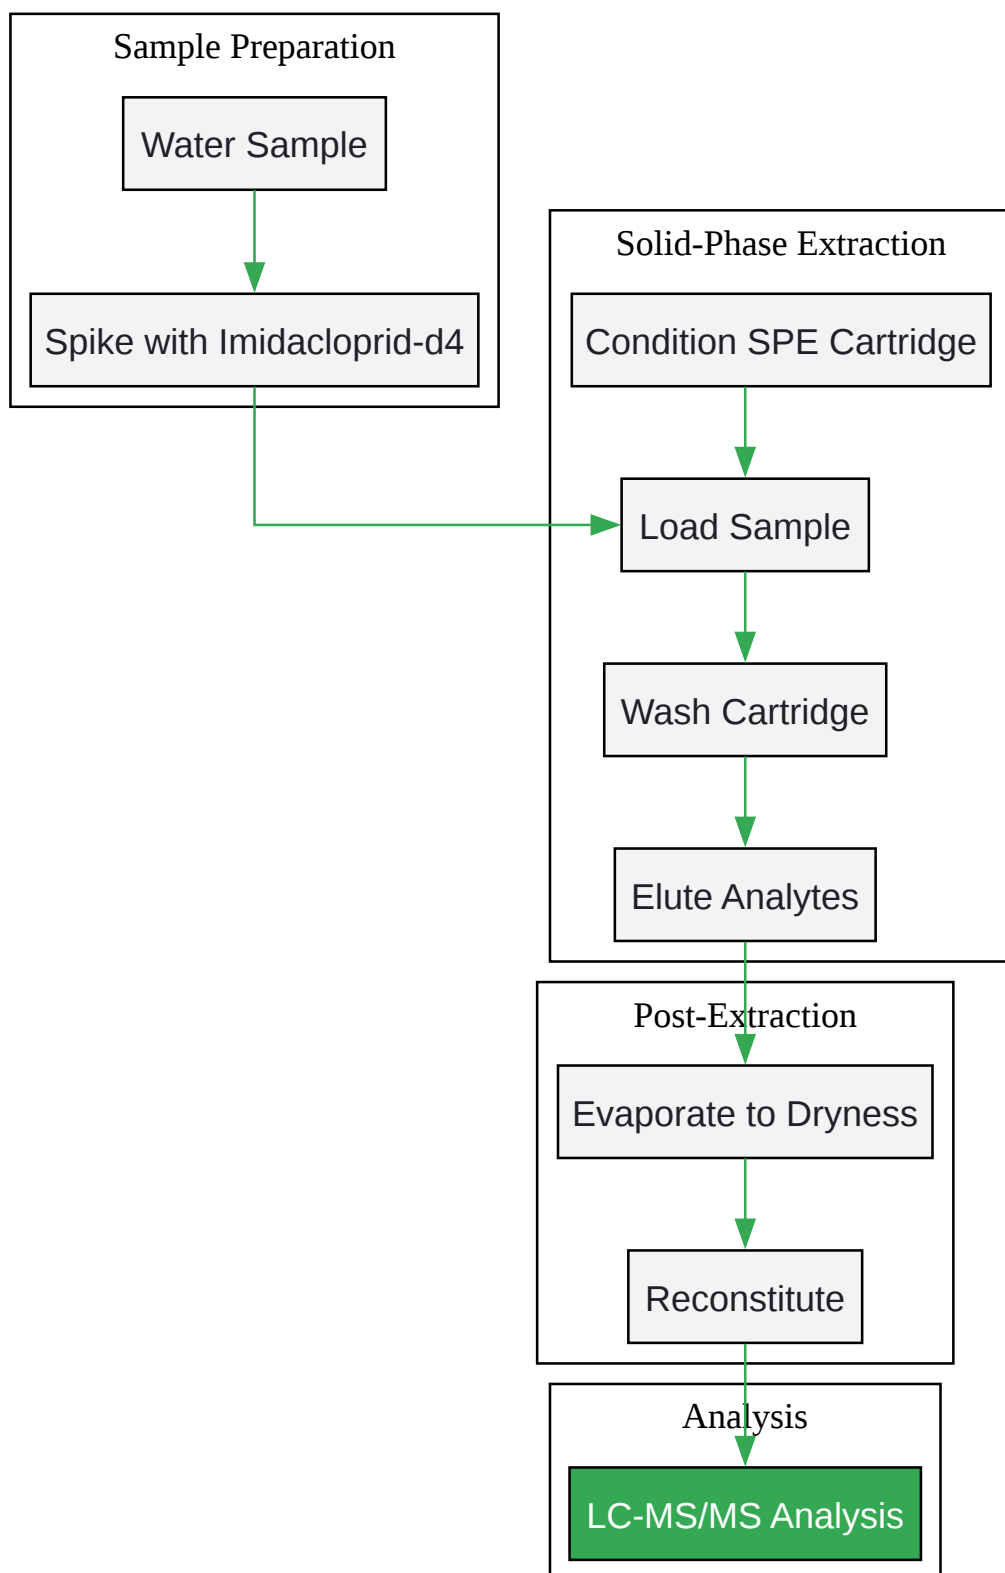 Sample Preparation
Water Sample
Spike with Imidacloprid-d4
Solid-Phase Extraction
Condition SPE Cartridge
Load Sample
Wash Cartridge
Elute Analytes
Post-Extraction
Evaporate to Dryness
Reconstitute
Analysis
LC-MS/MS Analysis